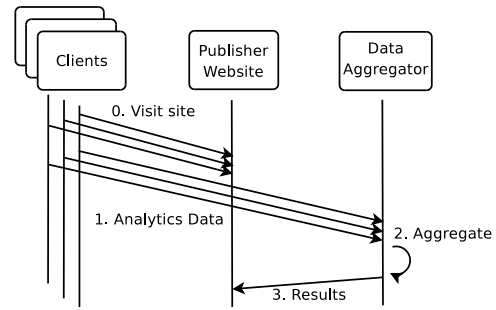 Clients
Publisher
Website
Data
Aggregator
0. Visit site
1. Analytics Data
2. Aggregate
3. Results